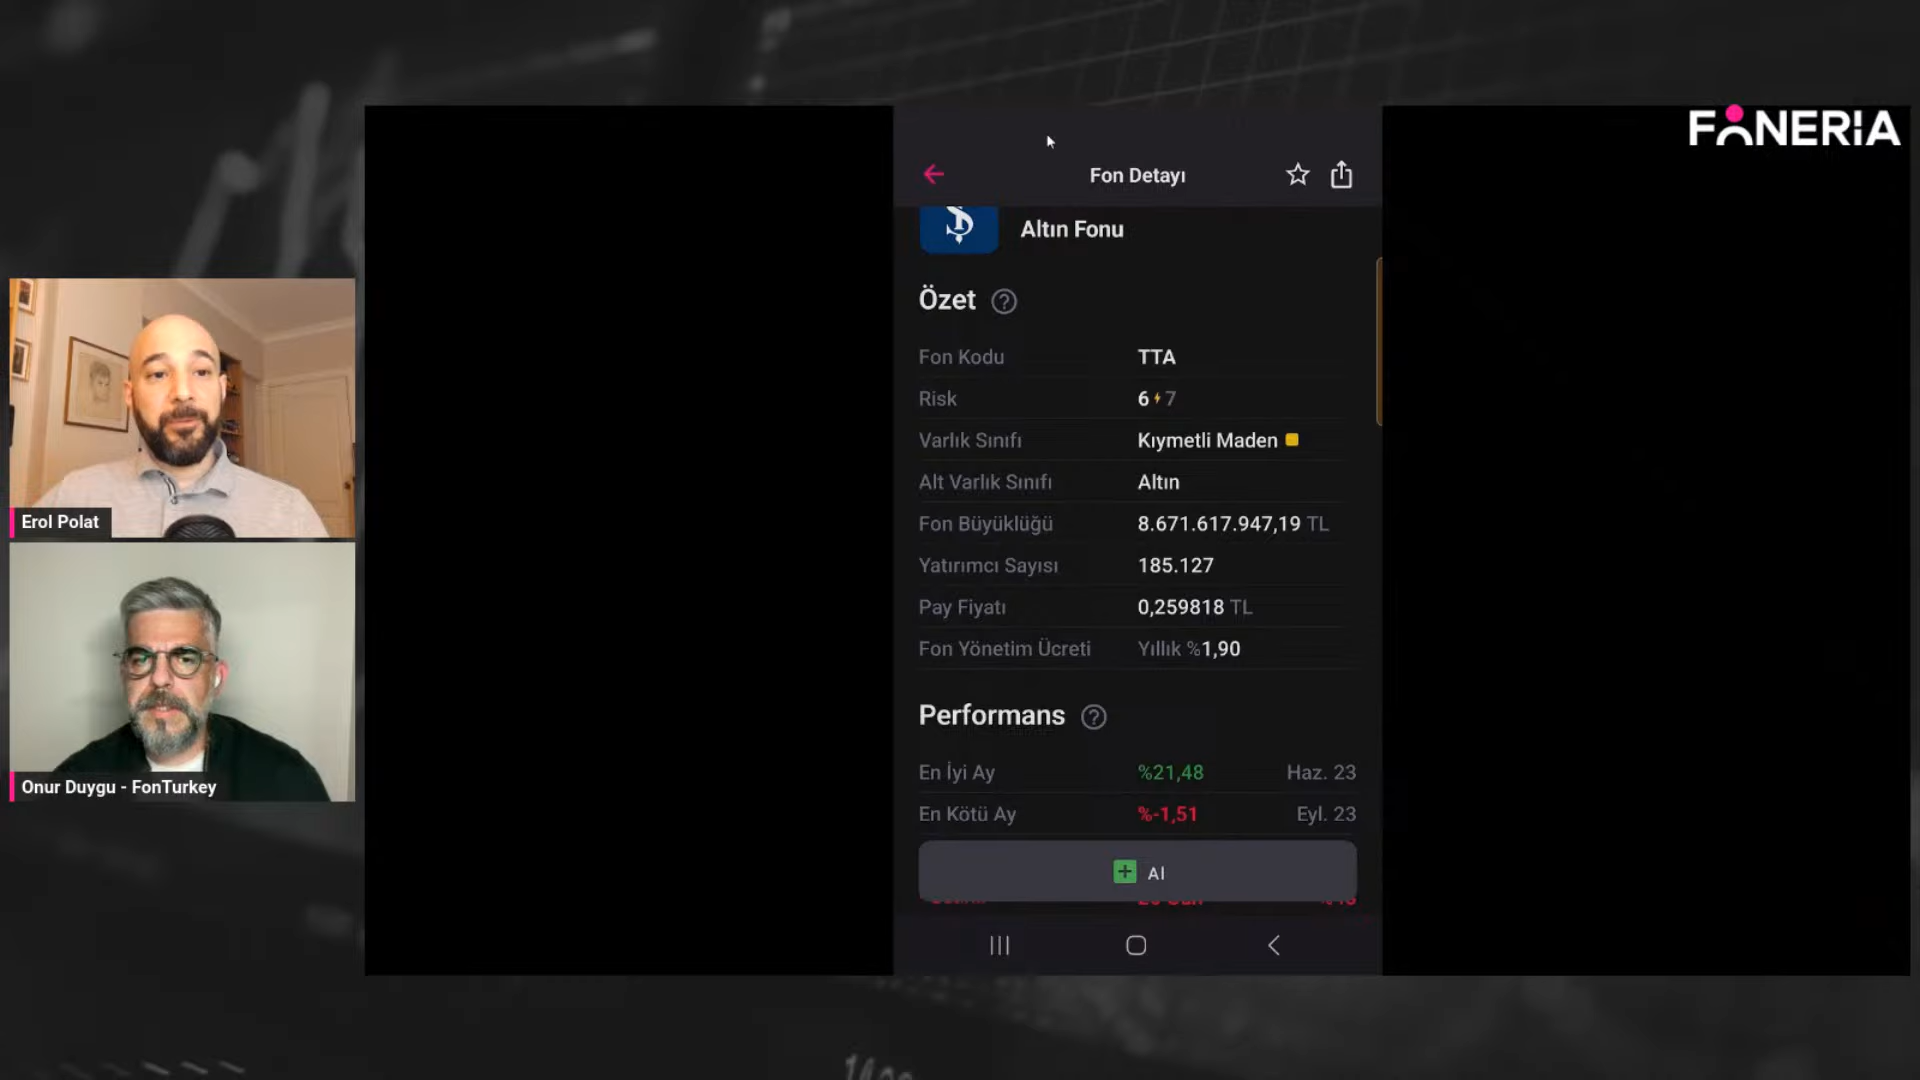 FONERIA
Fon Detayı
Altın Fonu
Özet
Fon Kodu TTA
Risk 6 7
Varlık Sınıfı Kıymetli Maden
Alt Varlık Sınıfı Altın
Fon Büyüklüğü 8.671.617.947,19 TL
Yatırımcı Sayısı 185.127
Pay Fiyatı 0,259818 TL
Fon Yönetim Ücreti Yıllık %1,90
Performans
En İyi Ay %21,48 Haz. 23
En Kötü Ay %-1,51 Eyl. 23
Al
Erol Polat
Onur Duygu - FonTurkey